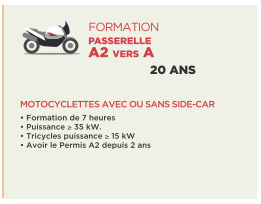 FORMATION
PASSERELLE
A2 VERS A
20 ANS
MOTOCYCLETTES AVEC OU SANS SIDE-CAR
• Formation de 7 heures
• Puissance ≥ 35 kW.
• Tricycles puissance ≥ 15 kW
• Avoir le Permis A2 depuis 2 ans